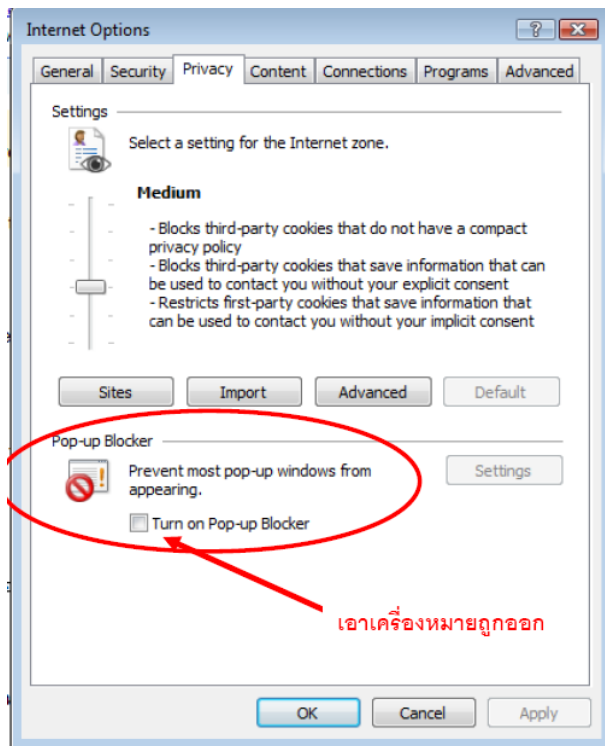 Internet Options
General Security Privacy Content Connections Programs Advanced
Settings
Select a setting for the Internet zone.
Medium
- Blocks third-party cookies that do not have a compact
privacy policy
- Blocks third-party cookies that save information that can
be used to contact you without your explicit consent
- Restricts first-party cookies that save information that
can be used to contact you without your implicit consent
Sites Import Advanced Default
Pop-up Blocker
Prevent most pop-up windows from
appearing.
Settings
Turn on Pop-up Blocker
เอาเครื่องหมายถูกออก
OK Cancel Apply